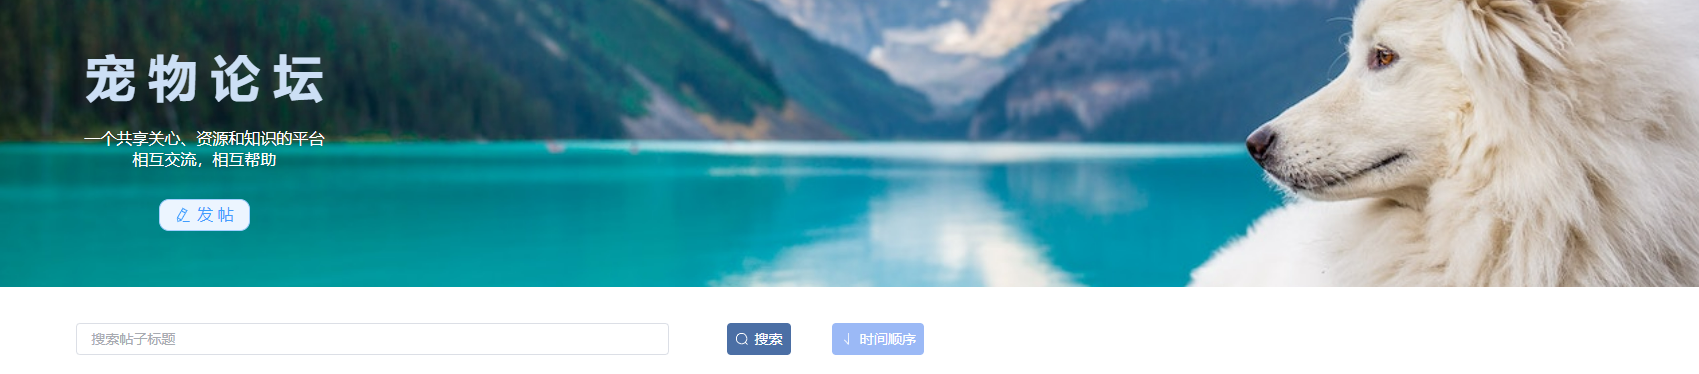 宠物论坛
一个共享关心、资源和知识的平台
相互交流，相互帮助
发帖
搜索帖子标题
搜索
时间顺序